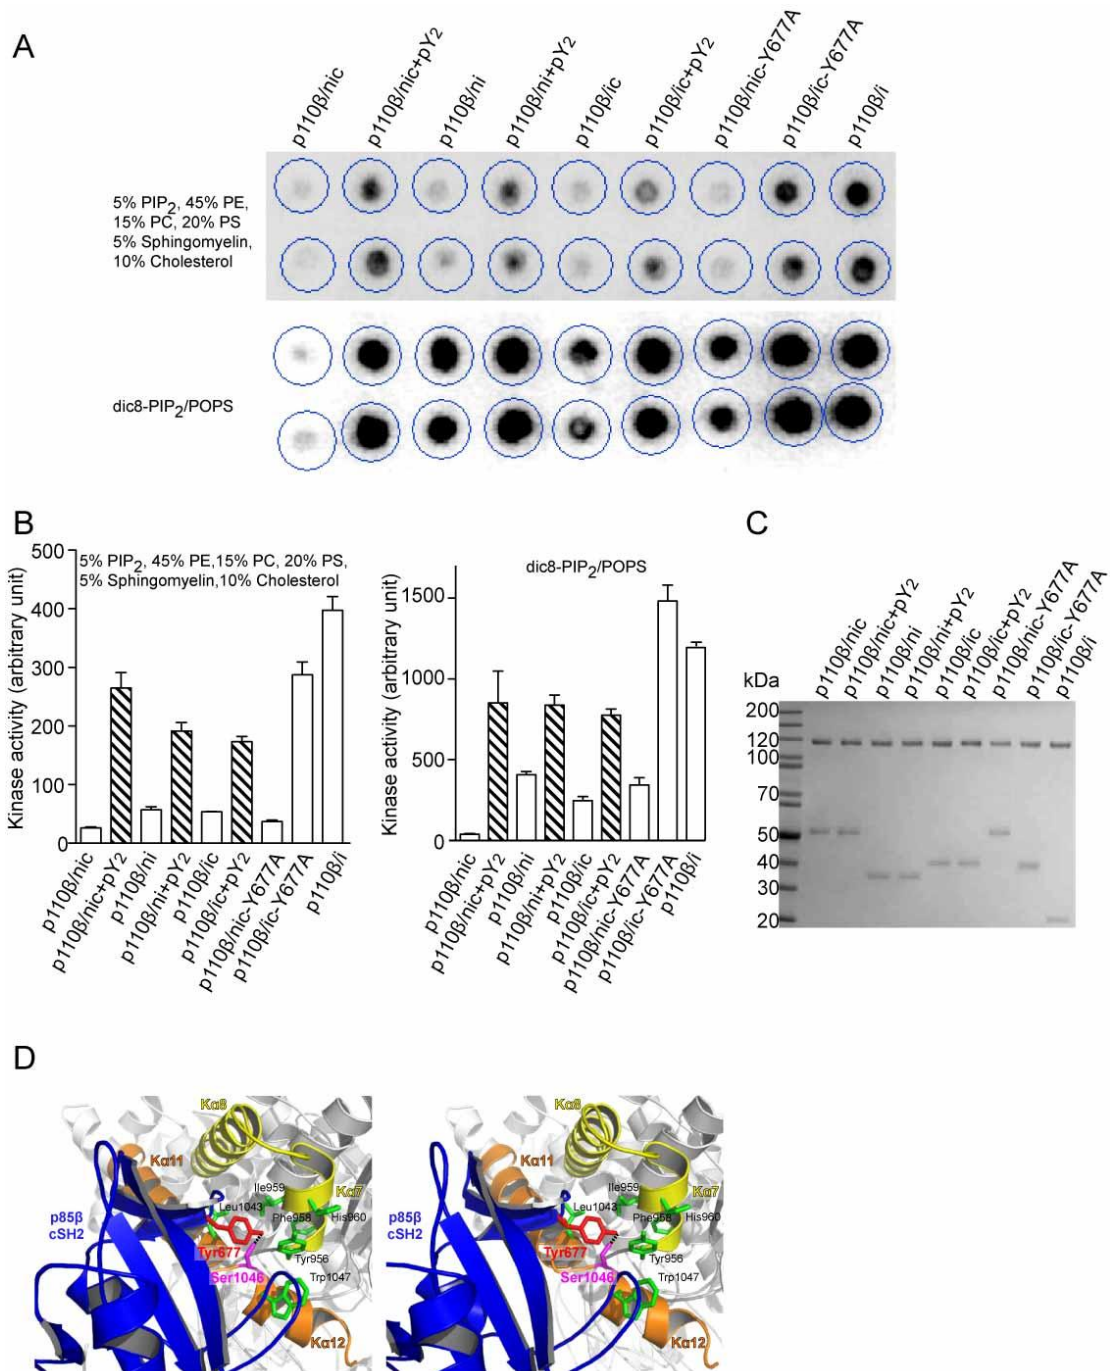 A
p110β/nic
p110β/nic+pY2
p110β/ni
p110β/ni+pY2
p110β/ic
p110β/ic+pY2
p110β/nic-Y677A
p110β/ic-Y677A
p110β/i
5% PIP2, 45% PE,
15% PC, 20% PS
5% Sphingomyelin,
10% Cholesterol
dic8-PIP2/POPS
B
5% PIP2, 45% PE,15% PC, 20% PS,
5% Sphingomyelin,10% Cholesterol
Kinase activity (arbitrary unit)
500
400
300
200
100
0
p110β/nic
p110β/nic+pY2
p110β/ni
p110β/ni+pY2
p110β/ic
p110β/ic+pY2
p110β/nic-Y677A
p110β/ic-Y677A
p110β/i
dic8-PIP2/POPS
Kinase activity (arbitrary unit)
1500
1000
500
0
p110β/nic
p110β/nic+pY2
p110β/ni
p110β/ni+pY2
p110β/ic
p110β/ic+pY2
p110β/nic-Y677A
p110β/ic-Y677A
p110β/i
C
p110β/nic
p110β/nic+pY2
p110β/ni
p110β/ni+pY2
p110β/ic
p110β/ic+pY2
p110β/nic-Y677A
p110β/ic-Y677A
p110β/i
kDa
200
120
100
70
50
40
30
20
D
Kα8
Kα11
Ile959
Leu1043
Kα7
p85β
cSH2
Phe958
His960
Tyr677
Tyr956
Ser1046
Trp1047
Kα12
Kα8
Kα11
Ile959
Leu1043
Kα7
p85β
cSH2
Phe958
His960
Tyr677
Tyr956
Ser1046
Trp1047
Kα12